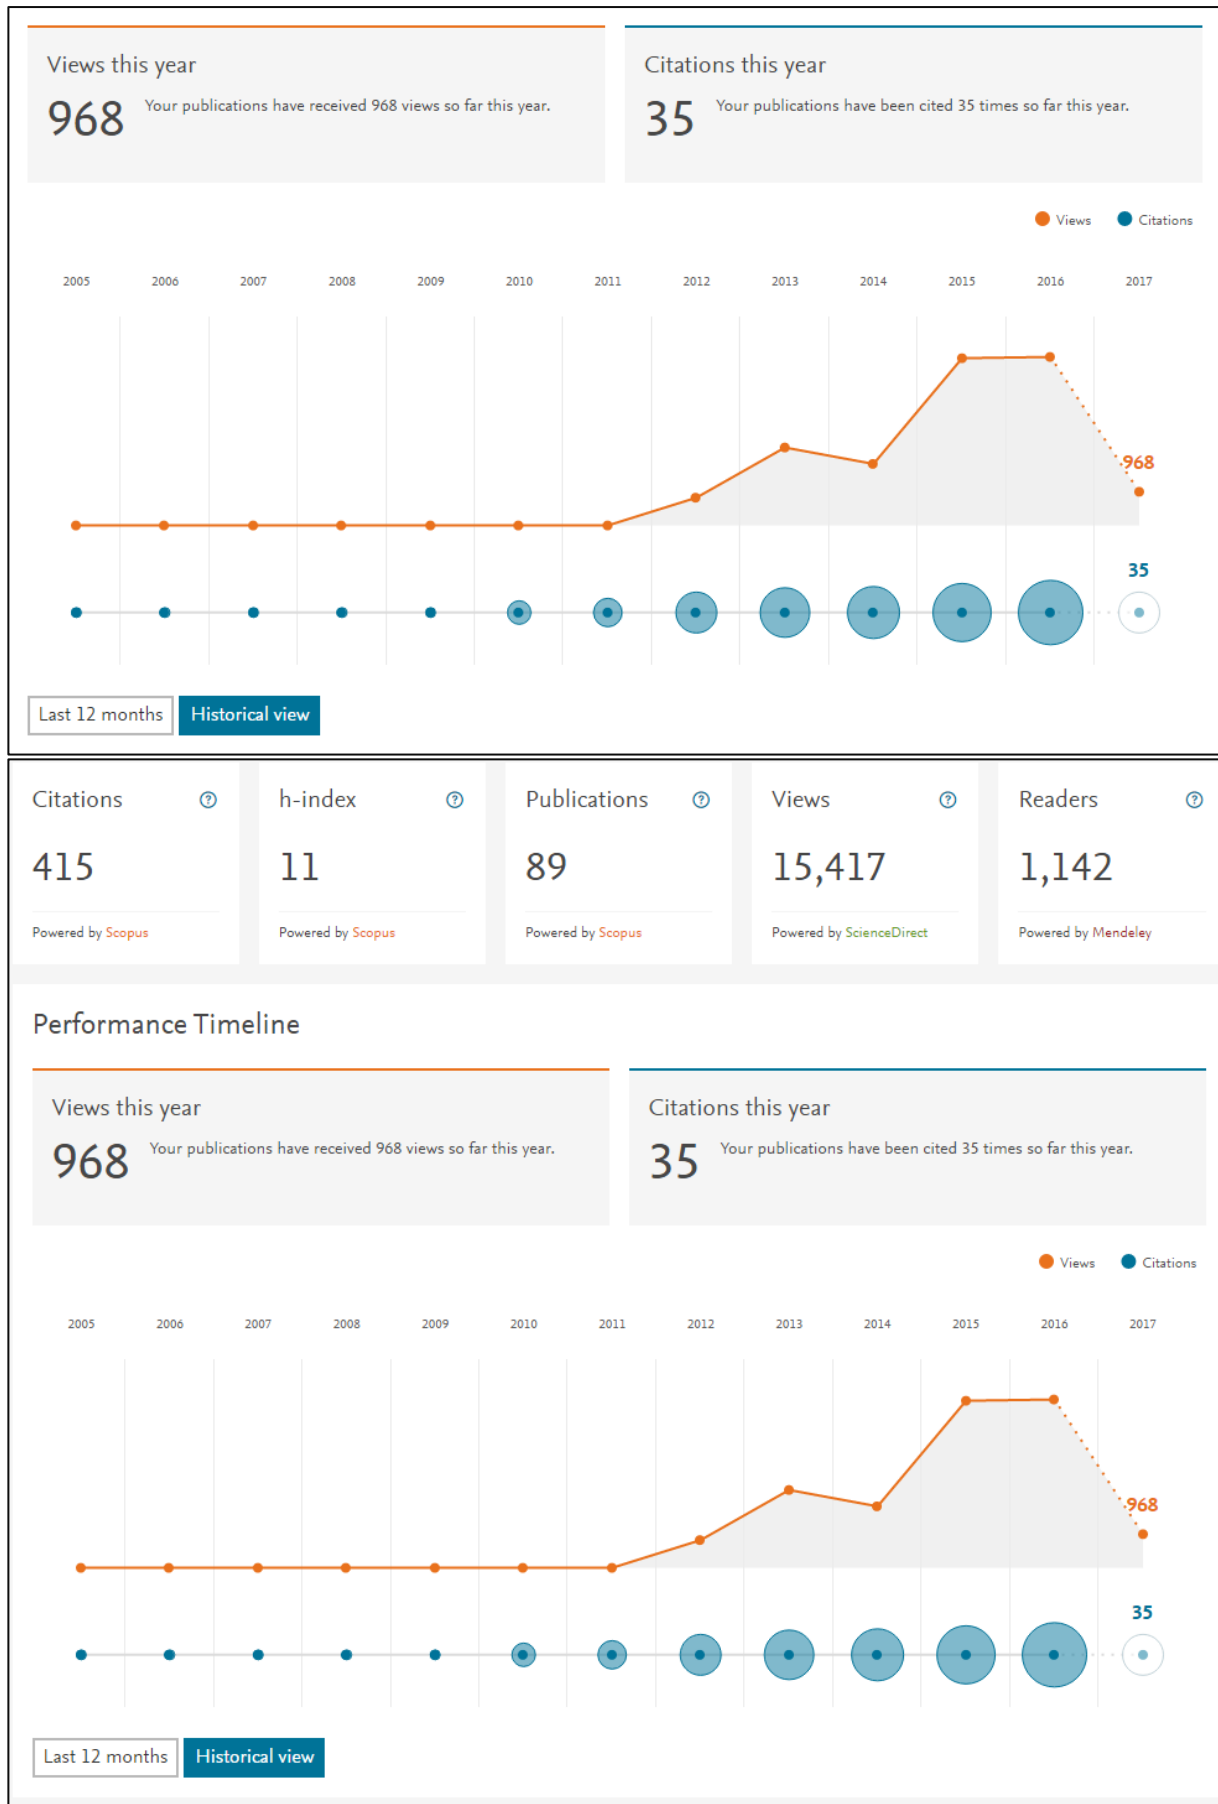 Views this year
968 Your publications have received 968 views so far this year.
Citations this year
35 Your publications have been cited 35 times so far this year.
Views Citations
2005 2006 2007 2008 2009 2010 2011 2012 2013 2014 2015 2016 2017
968
35
Last 12 months Historical view
Citations ? h-index ? Publications ? Views ? Readers ?
415 11 89 15,417 1,142
Powered by Scopus Powered by Scopus Powered by Scopus Powered by ScienceDirect Powered by Mendeley
Performance Timeline
Views this year
968 Your publications have received 968 views so far this year.
Citations this year
35 Your publications have been cited 35 times so far this year.
Views Citations
2005 2006 2007 2008 2009 2010 2011 2012 2013 2014 2015 2016 2017
968
35
Last 12 months Historical view